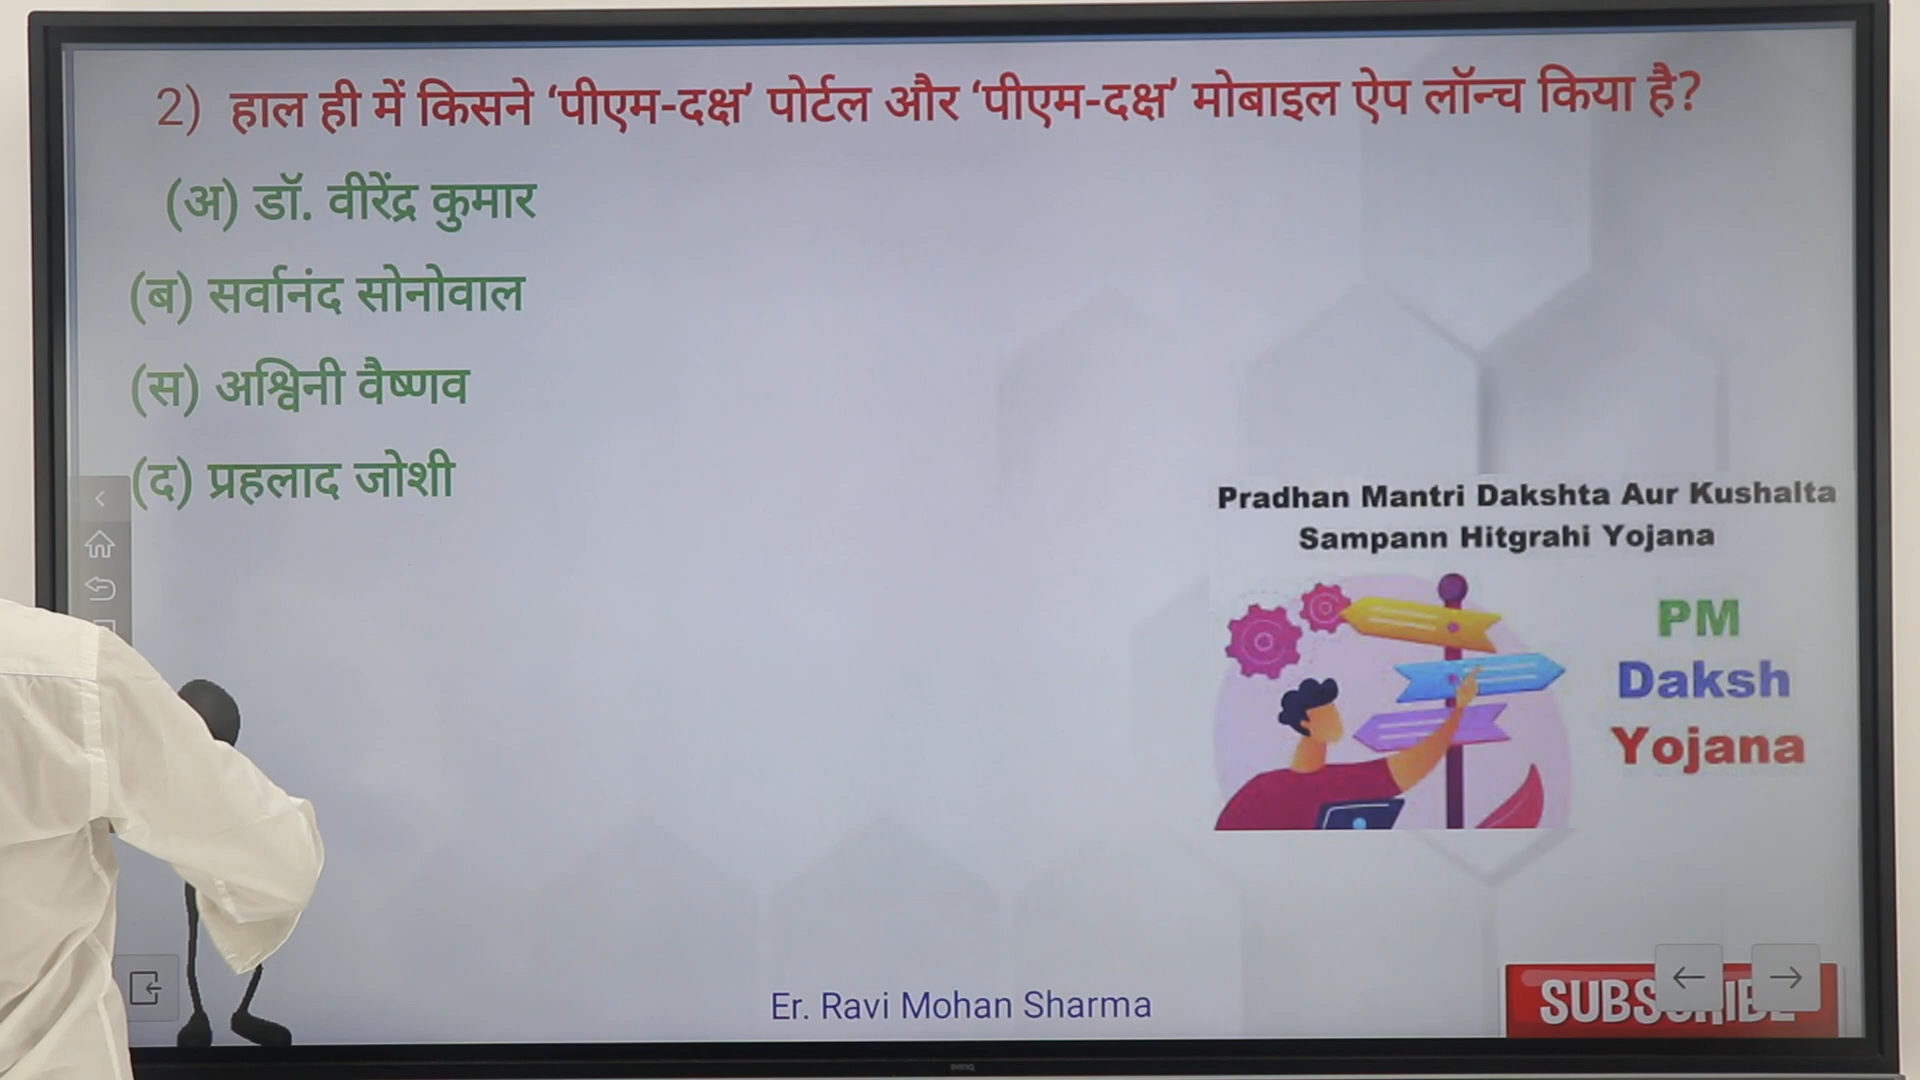 2) हाल ही में किसने ‘पीएम-दक्ष’ पोर्टल और ‘पीएम-दक्ष’ मोबाइल ऐप लॉन्च किया है?
(अ) डॉ. वीरेंद्र कुमार
(ब) सर्वानंद सोनोवाल
(स) अश्विनी वैष्णव
(द) प्रहलाद जोशी
Pradhan Mantri Dakshta Aur Kushalta
Sampann Hitgrahi Yojana
PM
Daksh
Yojana
Er. Ravi Mohan Sharma
BenQ